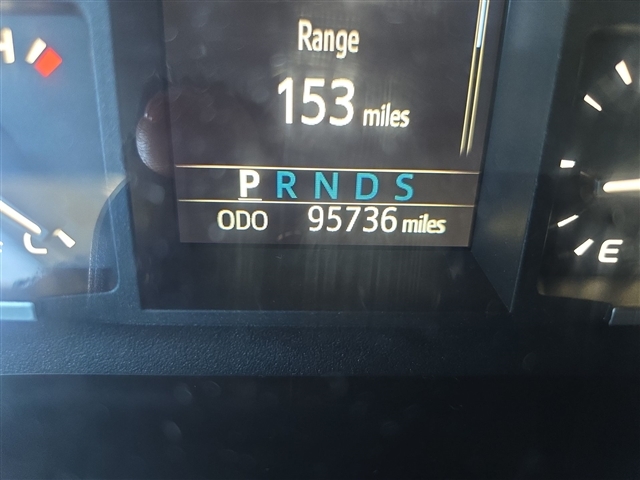 H
Range
153 miles
P R N D S
ODO 95736 miles
C
E